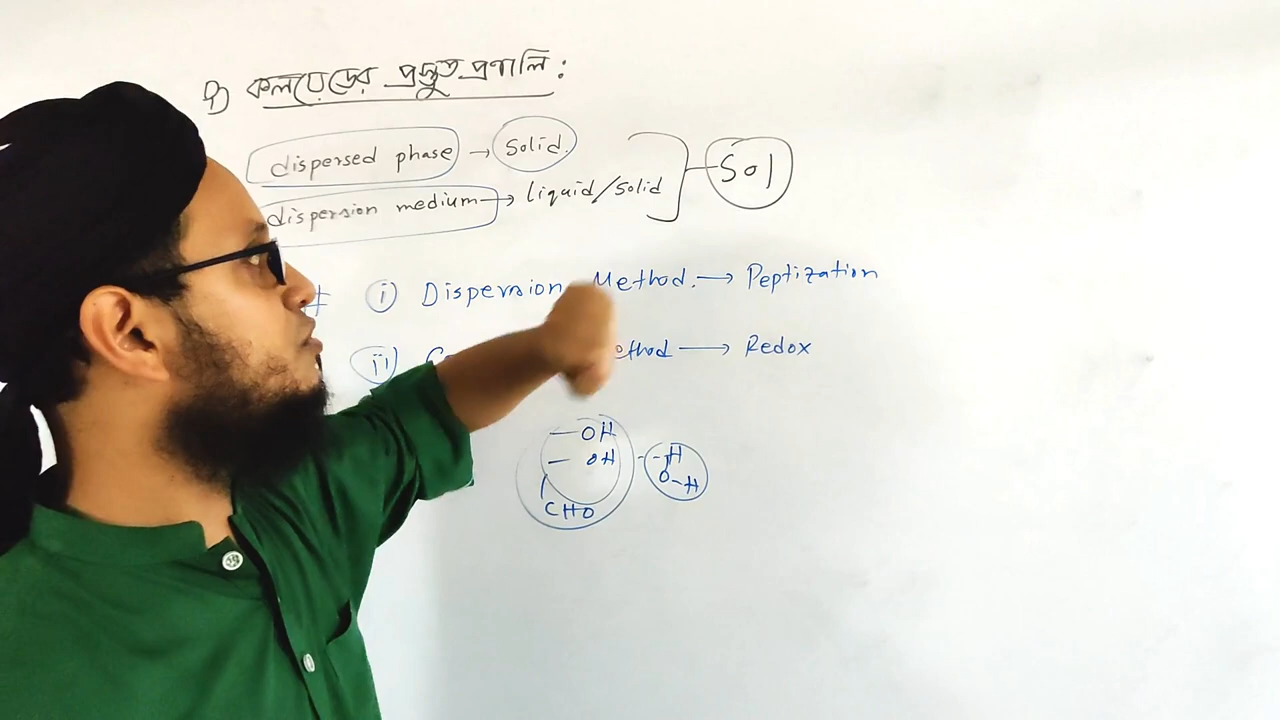 কলয়েডের প্রস্তুত প্রণালি :
dispersed phase → Solid.
dispersion medium → liquid/solid
Sol
# i) Dispersion Method. → Peptization
ii) → Redox
— OH
— OH - - H
O - H
CHO